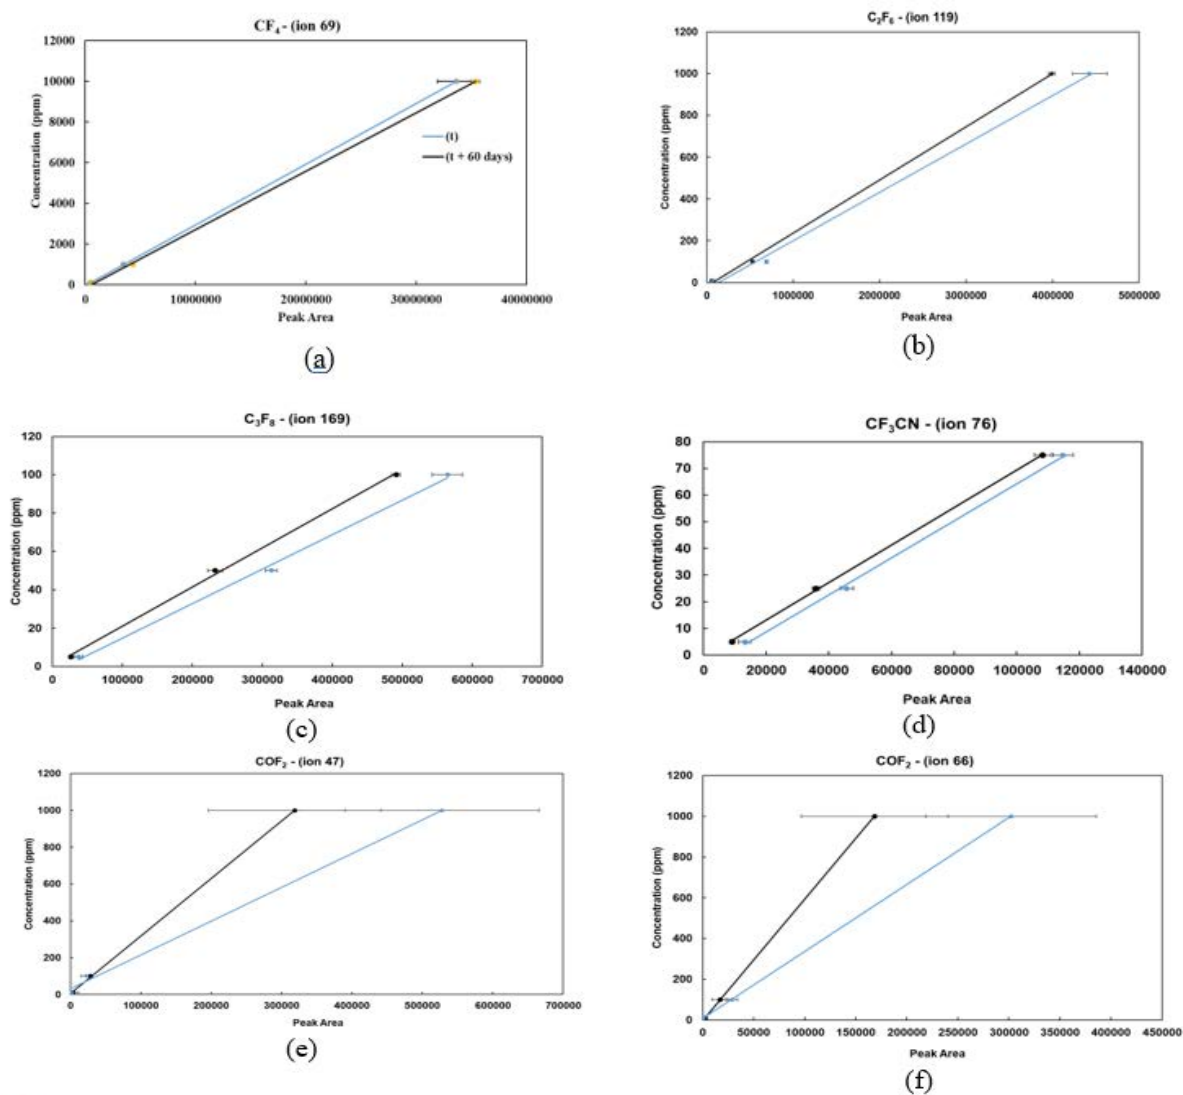 CF₄ - (ion 69)
12000
10000
8000
6000
4000
2000
0
Concentration (ppm)
(t)
(t + 60 days)
0 10000000 20000000 30000000 40000000
Peak Area
(a)
C₂F₆ - (ion 119)
1200
1000
800
600
400
200
0
Concentration (ppm)
0 1000000 2000000 3000000 4000000 5000000
Peak Area
(b)
C₃F₈ - (ion 169)
120
100
80
60
40
20
0
Concentration (ppm)
0 100000 200000 300000 400000 500000 600000 700000
Peak Area
(c)
CF₃CN - (ion 76)
80
70
60
50
40
30
20
10
0
Concentration (ppm)
0 20000 40000 60000 80000 100000 120000 140000
Peak Area
(d)
COF₂ - (ion 47)
1200
1000
800
600
400
200
0
Concentration (ppm)
0 100000 200000 300000 400000 500000 600000 700000
Peak Area
(e)
COF₂ - (ion 66)
1200
1000
800
600
400
200
0
Concentration (ppm)
0 50000 100000 150000 200000 250000 300000 350000 400000 450000
Peak Area
(f)